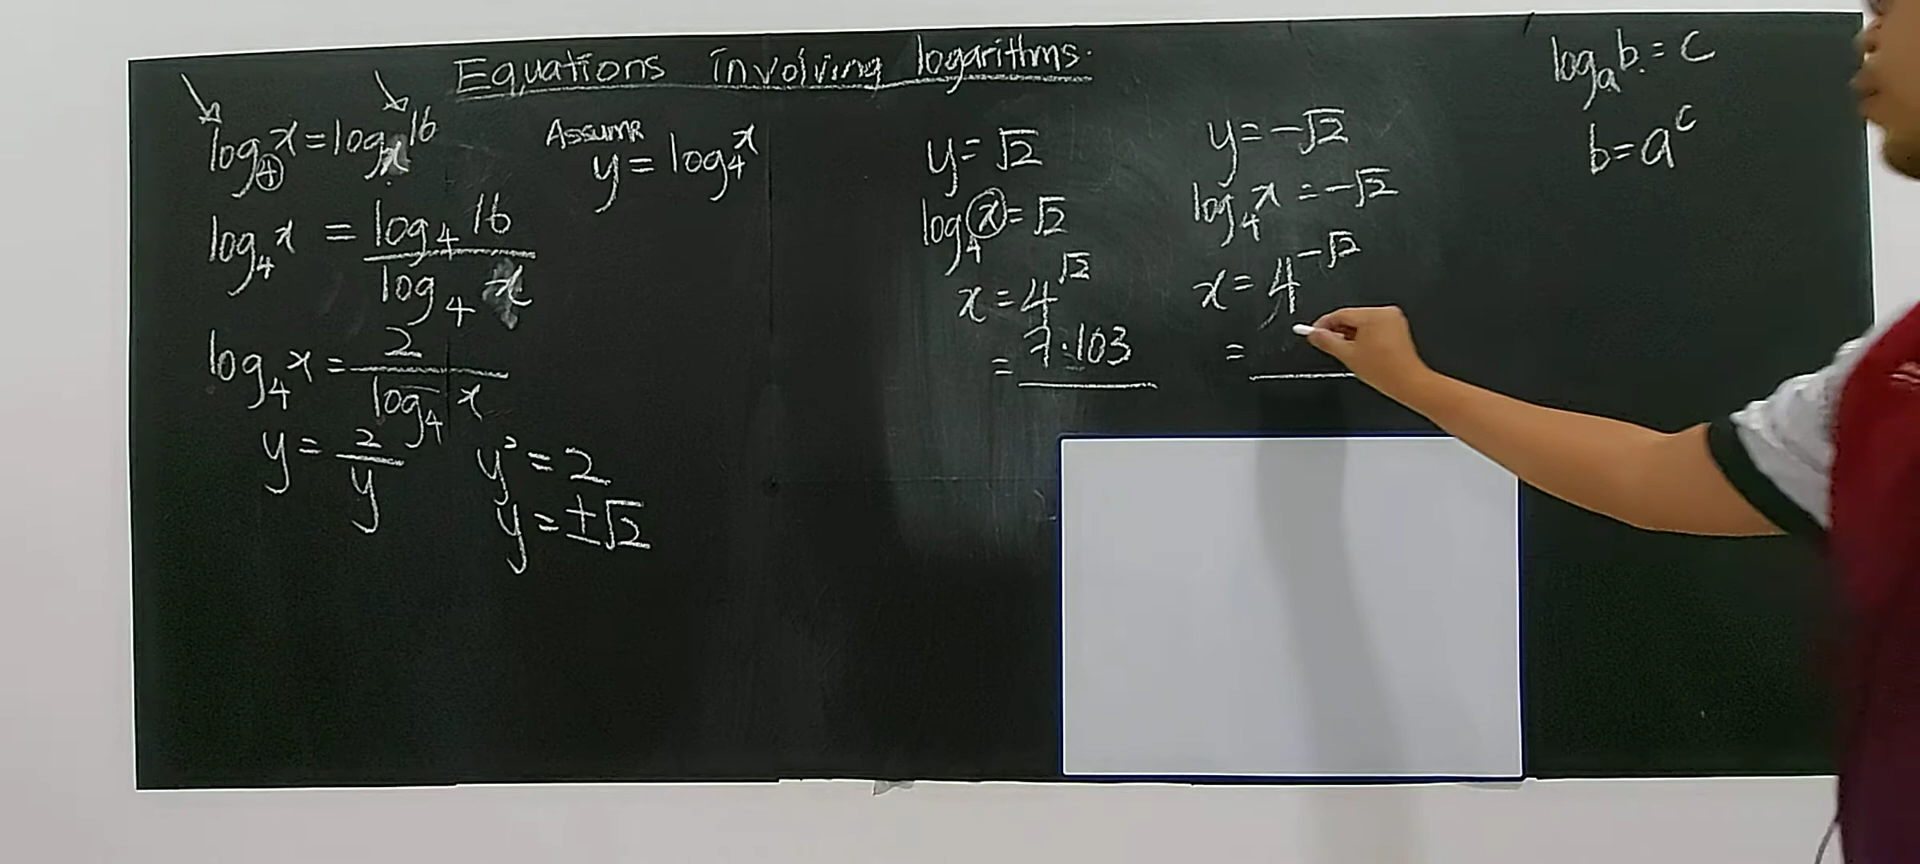 Equations involving logarithms.
log₄x = logₓ16
log₄x = log₄16 / log₄x
log₄x = 2 / log₄x
y = 2/y
y² = 2
y = ±√2
Assume
y = log₄x
y = √2
log₄x = √2
x = 4^√2
= 7.103
y = -√2
log₄x = -√2
x = 4^-√2
=
logₐb = c
b = a^c